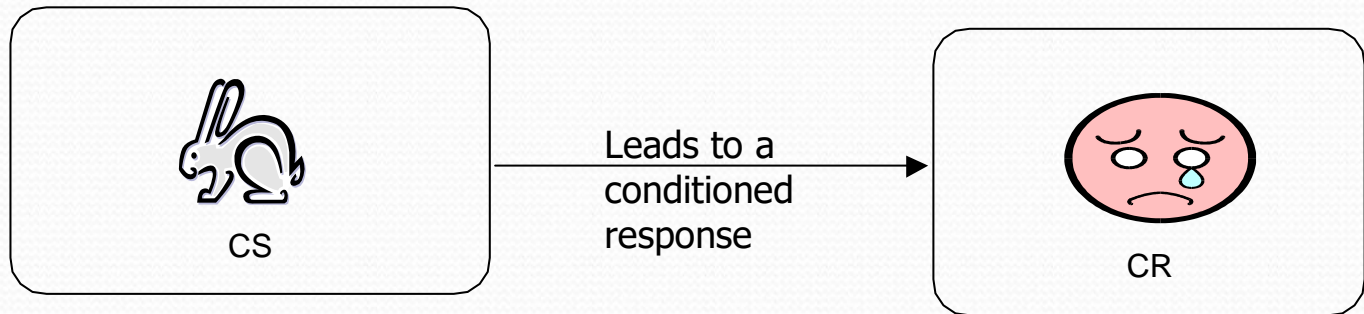 CS
Leads to a
conditioned
response
CR